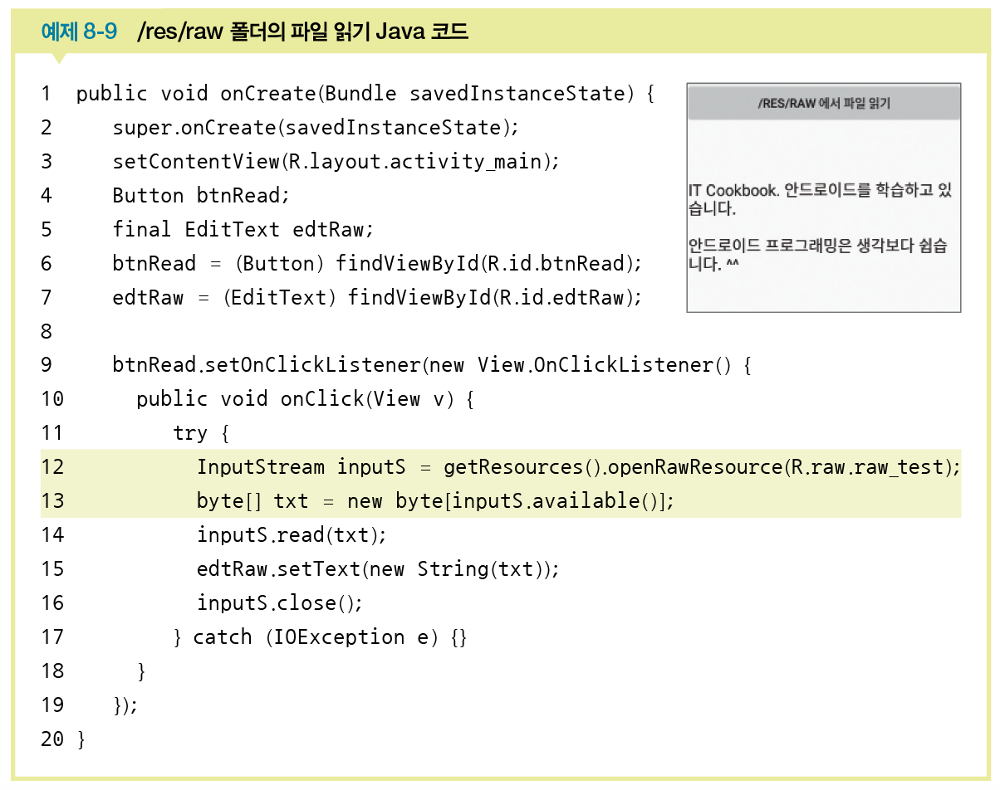 예제 8-9 /res/raw 폴더의 파일 읽기 Java 코드
1 public void onCreate(Bundle savedInstanceState) {
2 super.onCreate(savedInstanceState);
3 setContentView(R.layout.activity_main);
4 Button btnRead;
5 final EditText edtRaw;
6 btnRead = (Button) findViewById(R.id.btnRead);
7 edtRaw = (EditText) findViewById(R.id.edtRaw);
8
9 btnRead.setOnClickListener(new View.OnClickListener() {
10 public void onClick(View v) {
11 try {
12 InputStream inputS = getResources().openRawResource(R.raw.raw_test);
13 byte[] txt = new byte[inputS.available()];
14 inputS.read(txt);
15 edtRaw.setText(new String(txt));
16 inputS.close();
17 } catch (IOException e) {}
18 }
19 });
20 }
/RES/RAW 에서 파일 읽기
IT Cookbook. 안드로이드를 학습하고 있
습니다.
안드로이드 프로그래밍은 생각보다 쉽습
니다. ^^